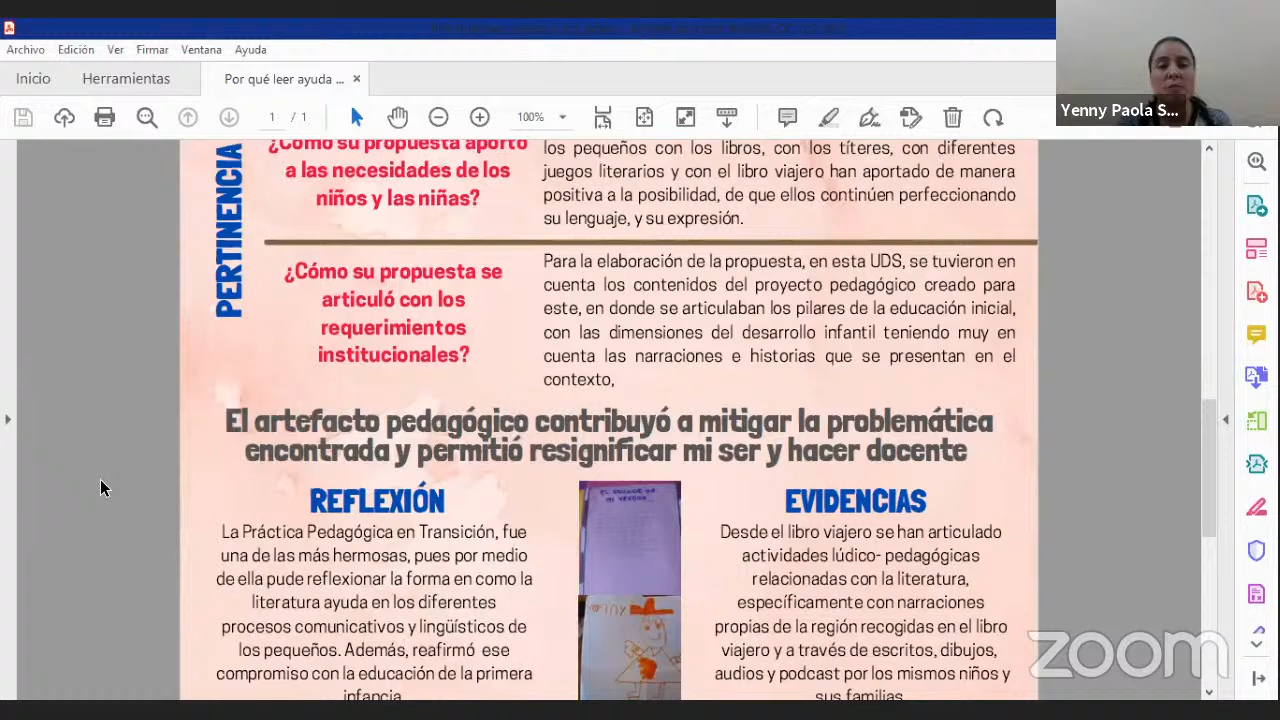 Archivo Edición Ver Firmar Ventana Ayuda
Inicio Herramientas Por qué leer ayuda ... ×
1 / 1 100%
Yenny Paola S...
PERTINENCIA
¿Cómo su propuesta aportó
a las necesidades de los
niños y las niñas?
los pequeños con los libros, con los títeres, con diferentes
juegos literarios y con el libro viajero han aportado de manera
positiva a la posibilidad, de que ellos continúen perfeccionando
su lenguaje, y su expresión.
¿Cómo su propuesta se
articuló con los
requerimientos
institucionales?
Para la elaboración de la propuesta, en esta UDS, se tuvieron en
cuenta los contenidos del proyecto pedagógico creado para
este, en donde se articulaban los pilares de la educación inicial,
con las dimensiones del desarrollo infantil teniendo muy en
cuenta las narraciones e historias que se presentan en el
contexto,
El artefacto pedagógico contribuyó a mitigar la problemática
encontrada y permitió resignificar mi ser y hacer docente
REFLEXIÓN
La Práctica Pedagógica en Transición, fue
una de las más hermosas, pues por medio
de ella pude reflexionar la forma en como la
literatura ayuda en los diferentes
procesos comunicativos y lingüísticos de
los pequeños. Además, reafirmó ese
compromiso con la educación de la primera
infancia
EVIDENCIAS
Desde el libro viajero se han articulado
actividades lúdico- pedagógicas
relacionadas con la literatura,
específicamente con narraciones
propias de la región recogidas en el libro
viajero y a través de escritos, dibujos,
audios y podcast por los mismos niños y
sus familias
zoom